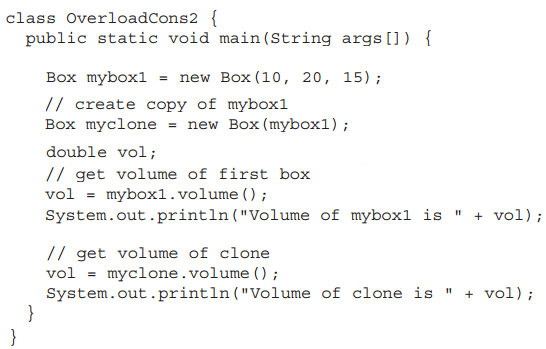 class OverloadCons2 {
public static void main(String args[]) {
Box mybox1 = new Box(10, 20, 15);
// create copy of mybox1
Box myclone = new Box(mybox1);
double vol;
// get volume of first box
vol = mybox1.volume();
System.out.println("Volume of mybox1 is " + vol);
// get volume of clone
vol = myclone.volume();
System.out.println("Volume of clone is " + vol);
}
}